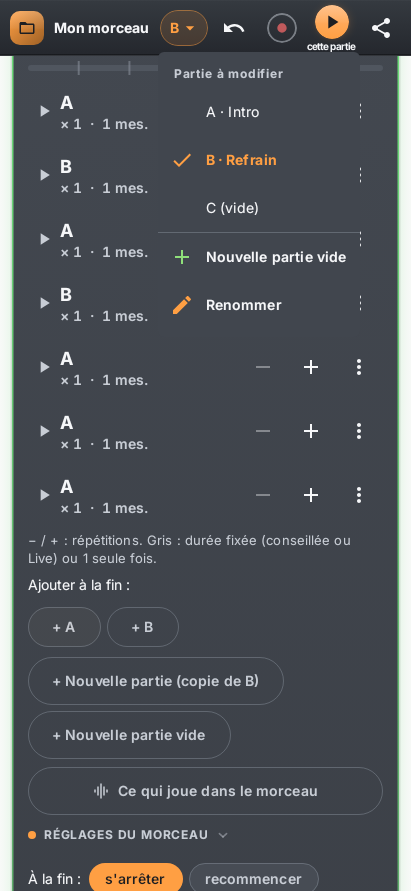 Mon morceau
B
cette partie
Partie à modifier
A · Intro
B · Refrain
C (vide)
Nouvelle partie vide
Renommer
A
× 1 · 1 mes.
B
× 1 · 1 mes.
A
× 1 · 1 mes.
B
× 1 · 1 mes.
A
× 1 · 1 mes.
A
× 1 · 1 mes.
A
× 1 · 1 mes.
− / + : répétitions. Gris : durée fixée (conseillée ou
Live) ou 1 seule fois.
Ajouter à la fin :
+ A
+ B
+ Nouvelle partie (copie de B)
+ Nouvelle partie vide
Ce qui joue dans le morceau
RÉGLAGES DU MORCEAU
À la fin :
s'arrêter
recommencer